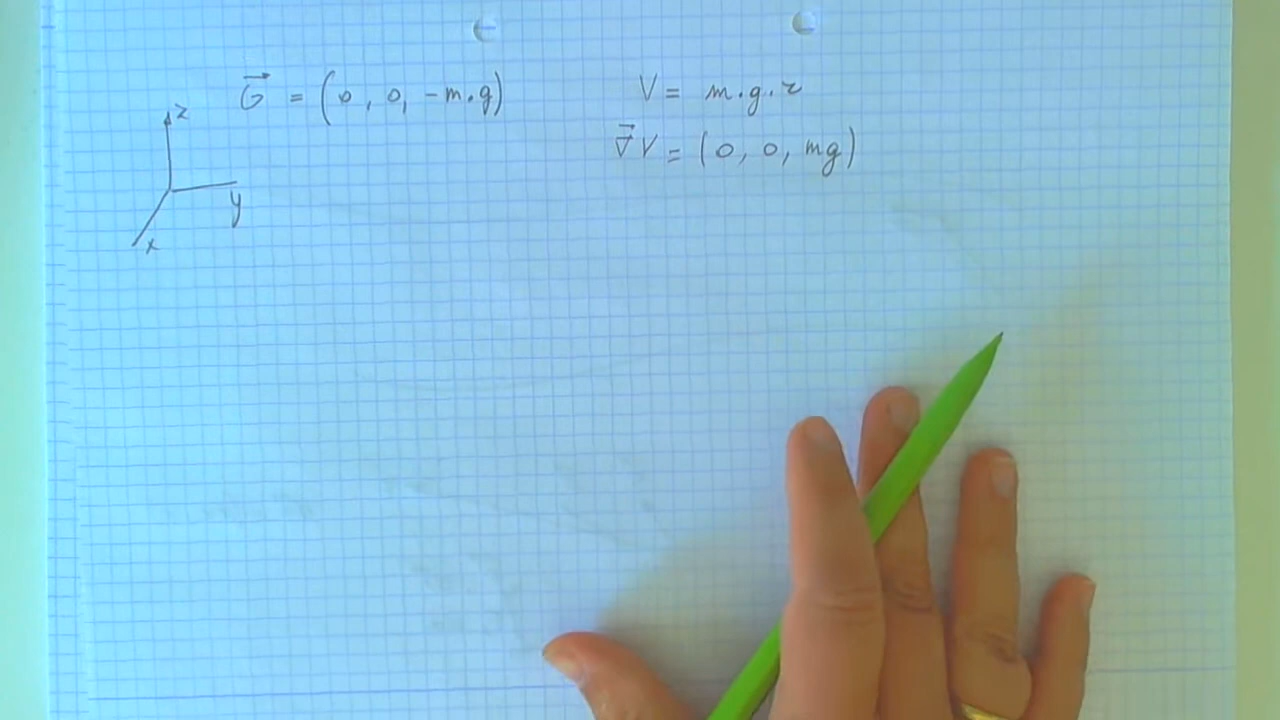 G⃗ = (0, 0, -m.g)
V = m.g.z
∇⃗V = (0, 0, mg)
z
y
x